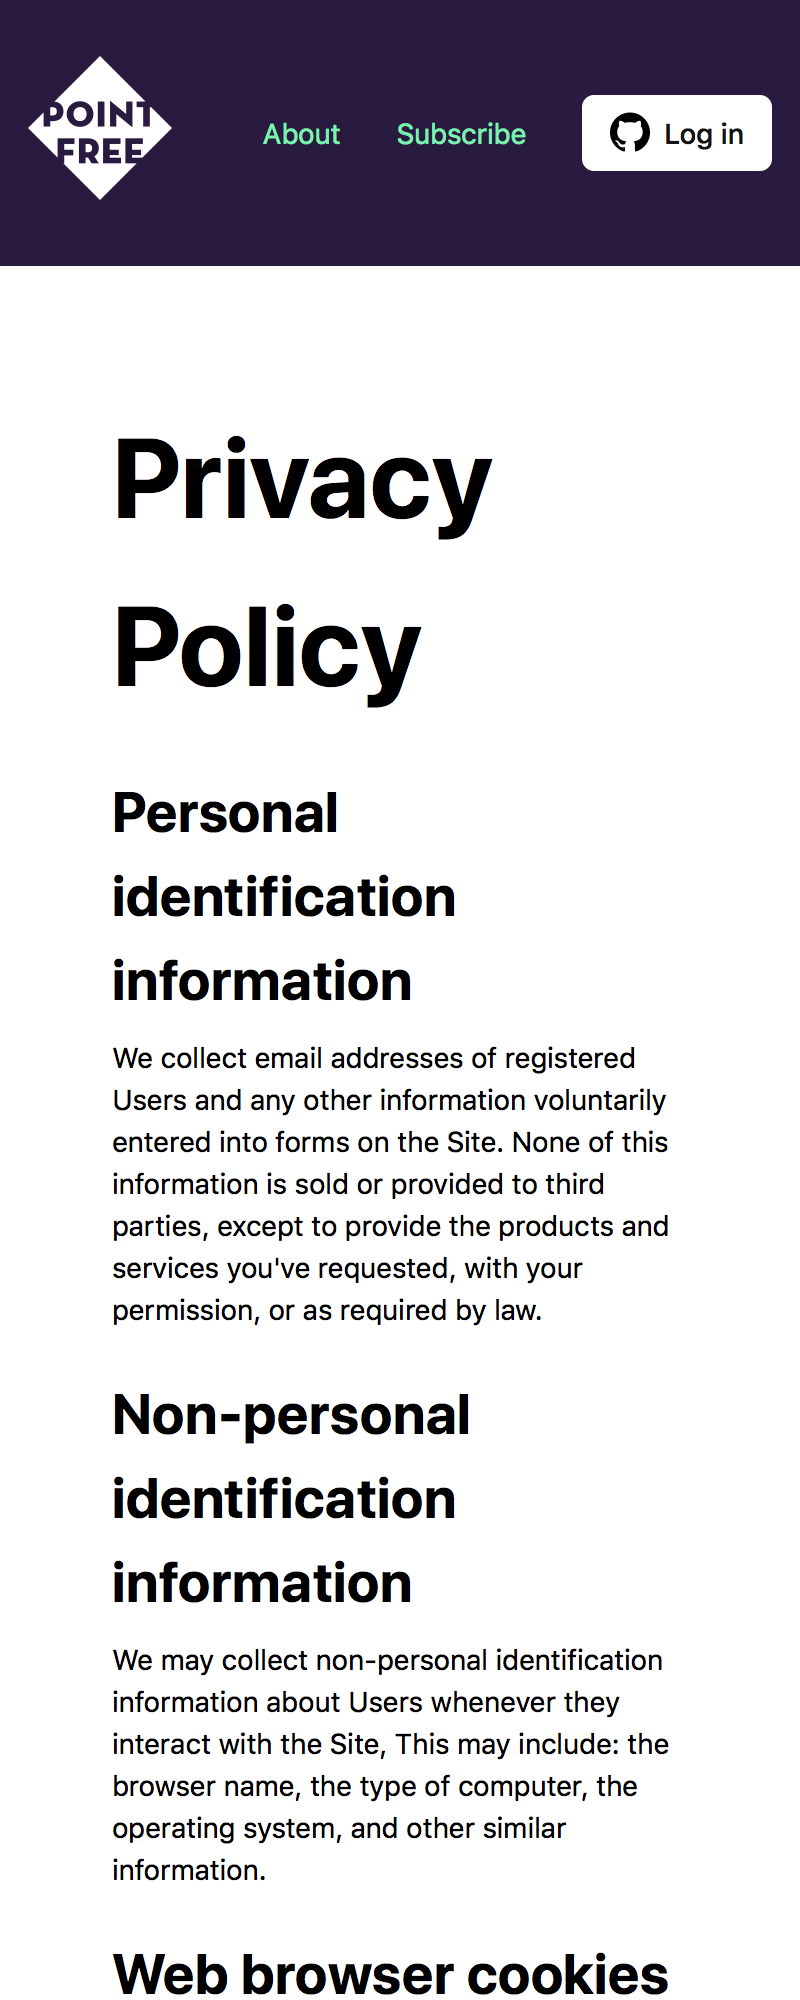 POINT
FREE
About
Subscribe
Log in
Privacy
Policy
Personal
identification
information
We collect email addresses of registered
Users and any other information voluntarily
entered into forms on the Site. None of this
information is sold or provided to third
parties, except to provide the products and
services you've requested, with your
permission, or as required by law.
Non-personal
identification
information
We may collect non-personal identification
information about Users whenever they
interact with the Site, This may include: the
browser name, the type of computer, the
operating system, and other similar
information.
Web browser cookies